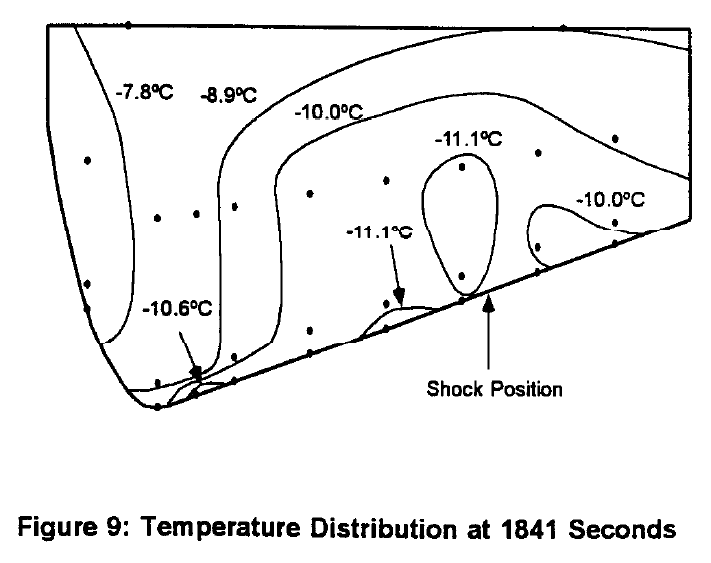 -7.8ºC
-8.9ºC
-10.0ºC
-11.1ºC
-10.0ºC
-11.1ºC
-10.6ºC
Shock Position
Figure 9: Temperature Distribution at 1841 Seconds